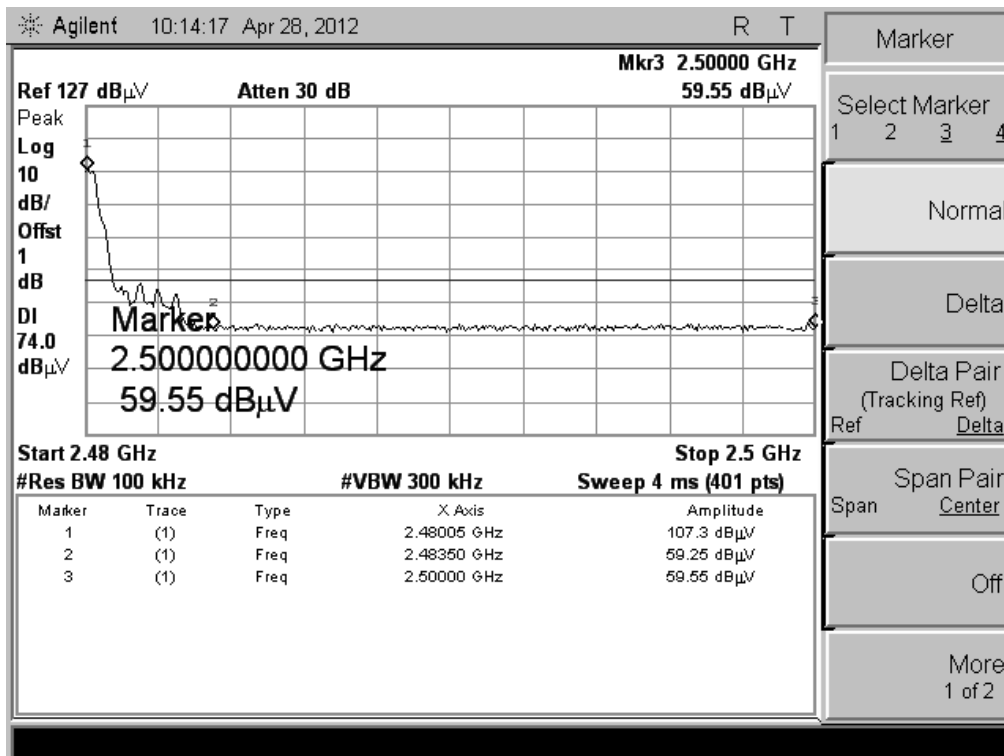 Agilent 10:14:17 Apr 28, 2012 R T
Mkr3 2.50000 GHz
Ref 127 dBµV Atten 30 dB 59.55 dBµV
Peak
Log
10
dB/
Offst
1
dB
DI
74.0
dBµV
1
2
3
Marker
2.500000000 GHz
59.55 dBµV
Start 2.48 GHz Stop 2.5 GHz
#Res BW 100 kHz #VBW 300 kHz Sweep 4 ms (401 pts)
Marker Trace Type X Axis Amplitude
1 (1) Freq 2.48005 GHz 107.3 dBµV
2 (1) Freq 2.48350 GHz 59.25 dBµV
3 (1) Freq 2.50000 GHz 59.55 dBµV
Marker
Select Marker
1 2 3 4
Normal
Delta
Delta Pair
(Tracking Ref)
Ref Delta
Span Pair
Span Center
Off
More
1 of 2